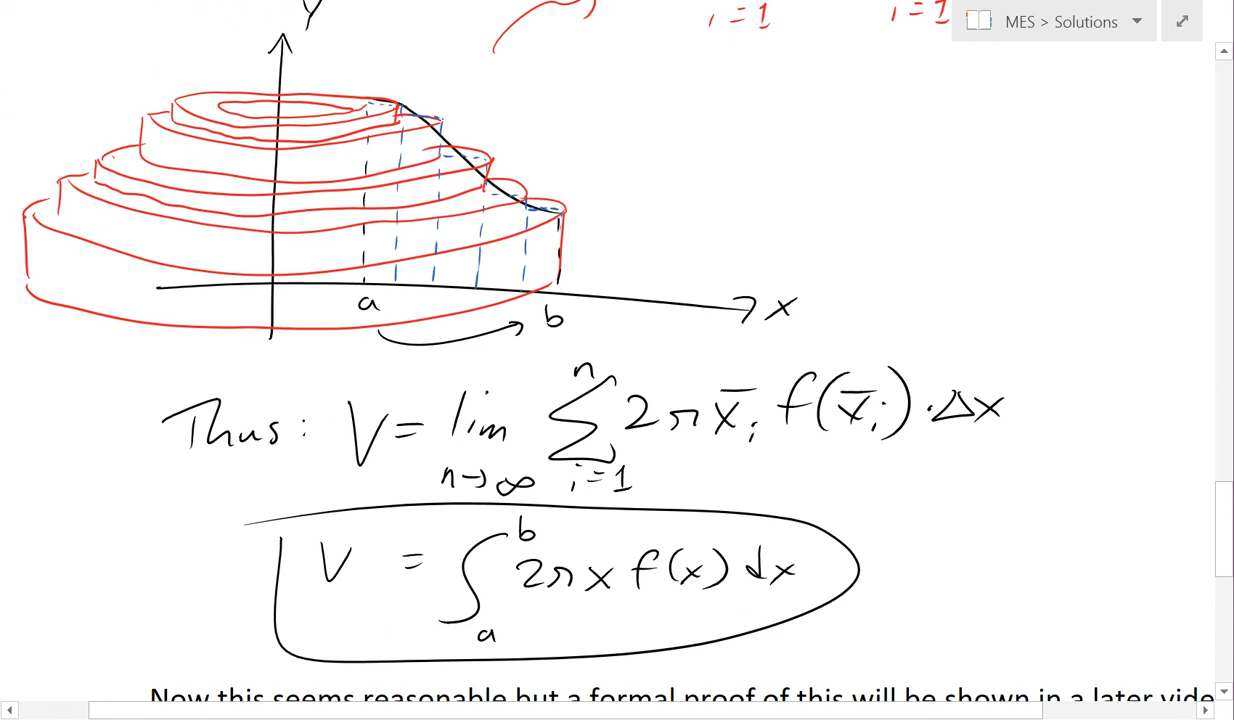 y
i=1 i=1
MES > Solutions
a
b
x
Thus: V = lim n→∞ ∑ i=1 n 2π x̄ᵢ f(x̄ᵢ)·Δx
V = ∫ a b 2πx f(x) dx
Now this seems reasonable but a formal proof of this will be shown in a later vide